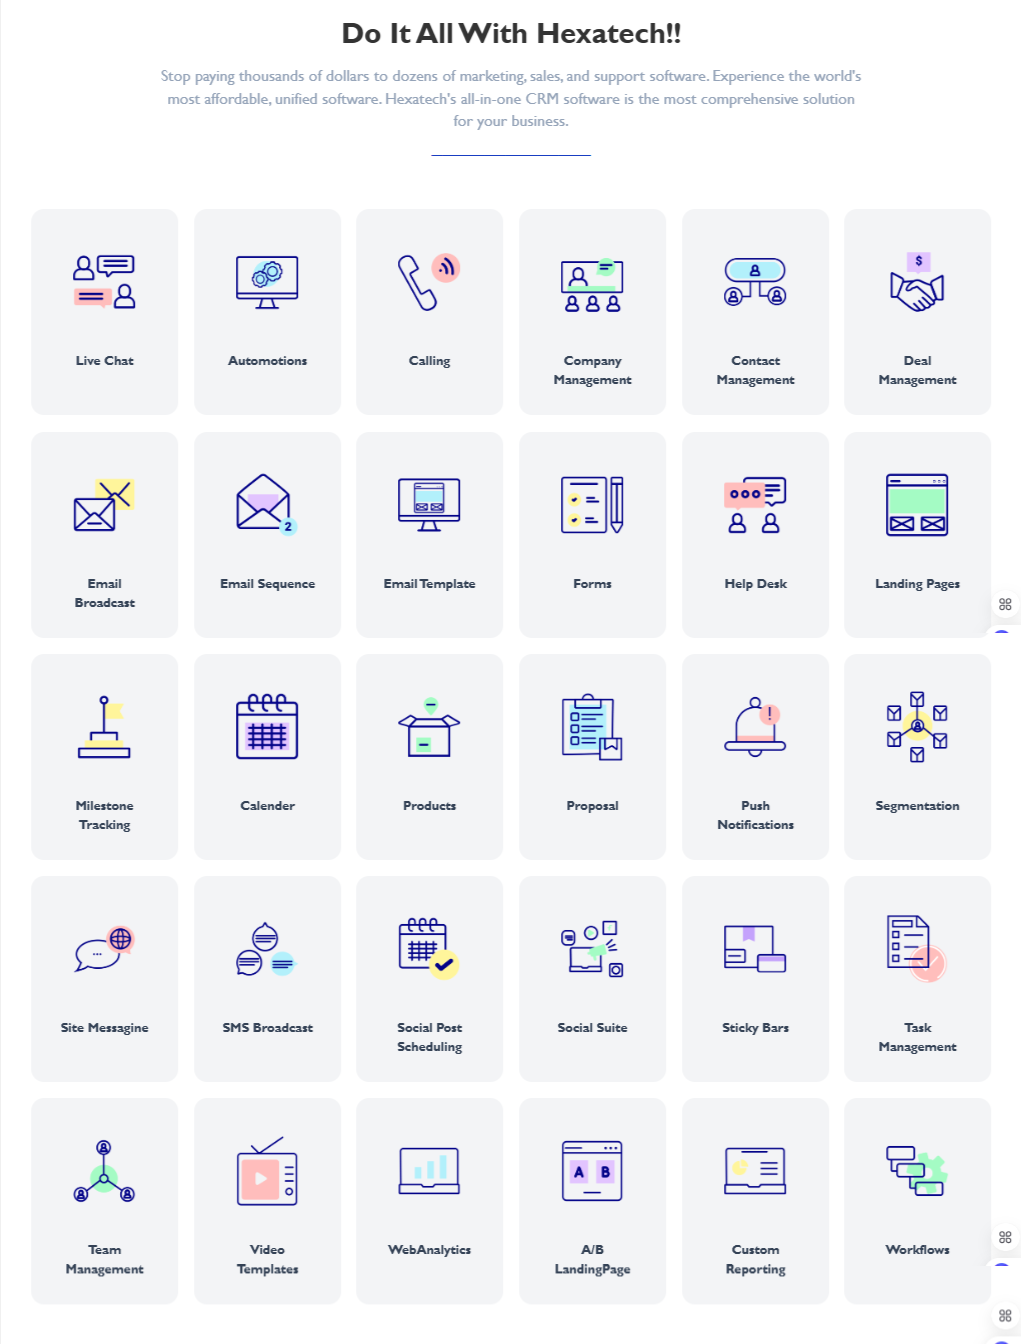 Do It All With Hexatech!!
Stop paying thousands of dollars to dozens of marketing, sales, and support software. Experience the world's
most affordable, unified software. Hexatech's all-in-one CRM software is the most comprehensive solution
for your business.
Live Chat
Automotions
Calling
Company
Management
Contact
Management
$
Deal
Management
Email
Broadcast
2
Email Sequence
Email Template
Forms
Help Desk
Landing Pages
Milestone
Tracking
Calender
Products
Proposal
!
Push
Notifications
Segmentation
Site Messagine
SMS Broadcast
Social Post
Scheduling
Social Suite
Sticky Bars
Task
Management
Team
Management
Video
Templates
WebAnalytics
A B
A/B
LandingPage
Custom
Reporting
Workflows